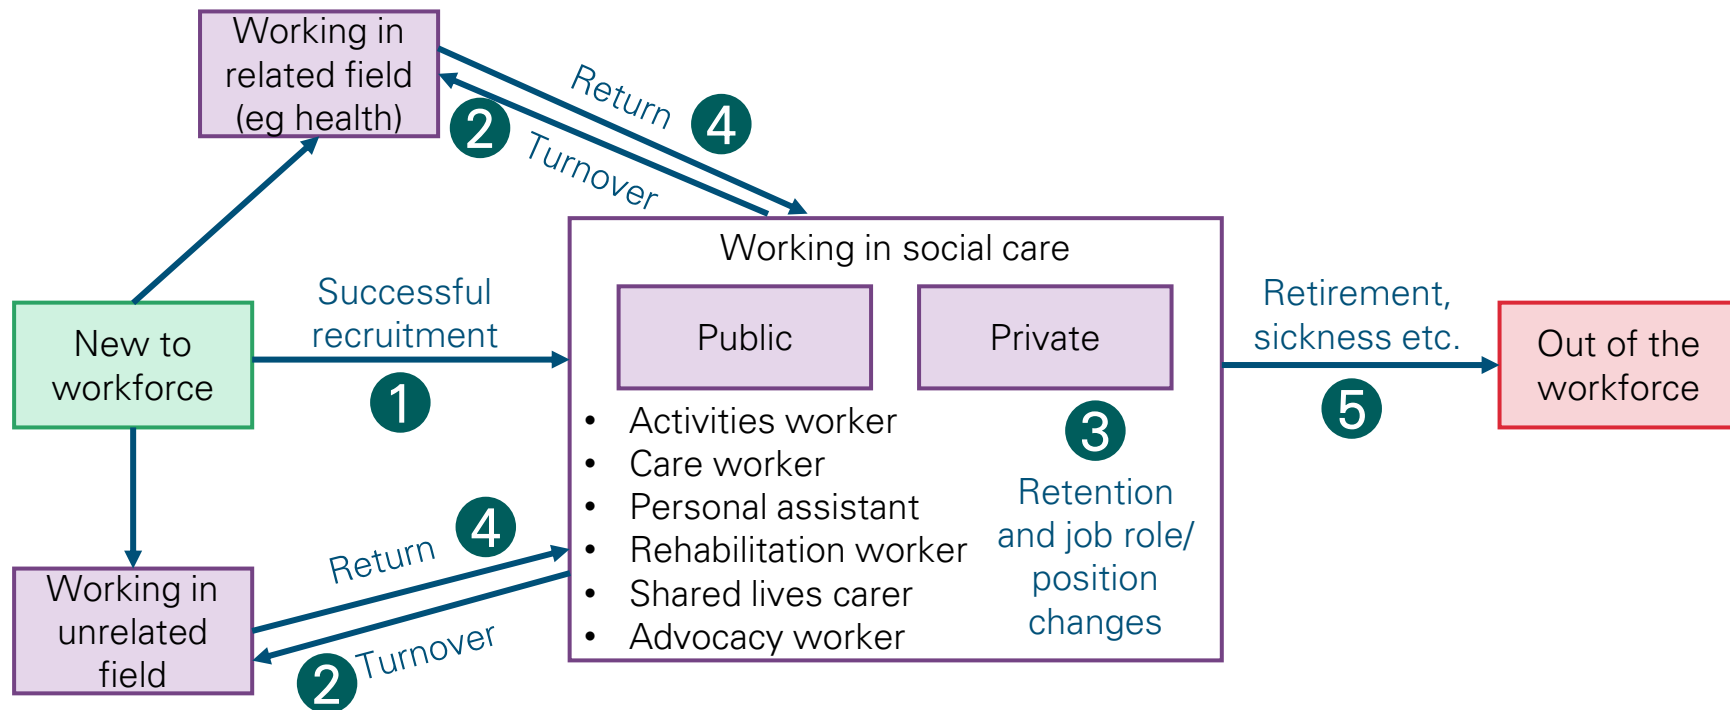 Working in
related field
(eg health)
Return
4
2
Turnover
Working in social care
Public
Private
New to
workforce
Successful
recruitment
1
Retirement,
sickness etc.
5
Out of the
workforce
• Activities worker
• Care worker
• Personal assistant
• Rehabilitation worker
• Shared lives carer
• Advocacy worker
3
Retention
and job role/
position
changes
Return
4
Working in
unrelated
field
2
Turnover